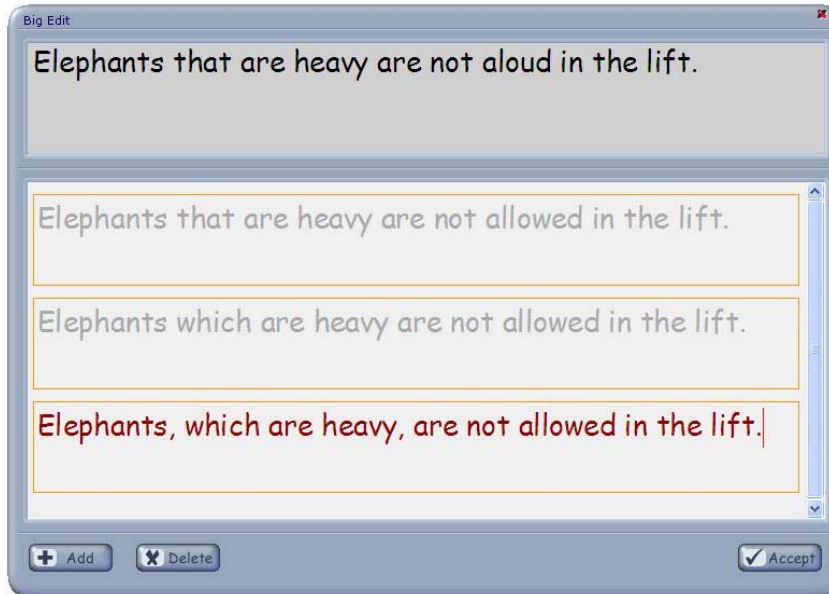 Big Edit
Elephants that are heavy are not aloud in the lift.
Elephants that are heavy are not allowed in the lift.
Elephants which are heavy are not allowed in the lift.
Elephants, which are heavy, are not allowed in the lift.
Add
Delete
Accept